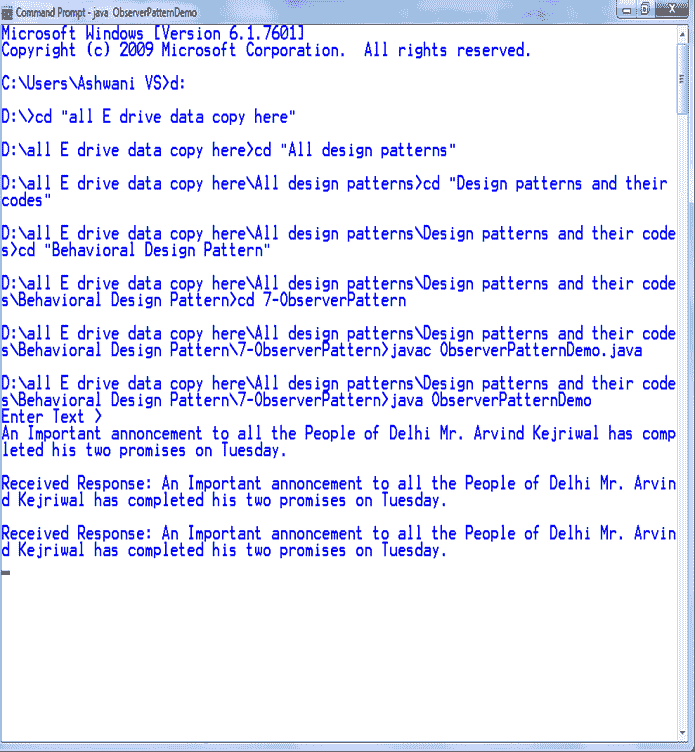 Command Prompt - java ObserverPatternDemo
Microsoft Windows [Version 6.1.7601]
Copyright (c) 2009 Microsoft Corporation.  All rights reserved.
C:\Users\Ashwani VS>d:
D:\>cd "all E drive data copy here"
D:\all E drive data copy here>cd "All design patterns"
D:\all E drive data copy here\All design patterns>cd "Design patterns and their
codes"
D:\all E drive data copy here\All design patterns\Design patterns and their code
s>cd "Behavioral Design Pattern"
D:\all E drive data copy here\All design patterns\Design patterns and their code
s\Behavioral Design Pattern>cd 7-ObserverPattern
D:\all E drive data copy here\All design patterns\Design patterns and their code
s\Behavioral Design Pattern\7-ObserverPattern>javac ObserverPatternDemo.java
D:\all E drive data copy here\All design patterns\Design patterns and their code
s\Behavioral Design Pattern\7-ObserverPattern>java ObserverPatternDemo
Enter Text >
An Important annoncement to all the People of Delhi Mr. Arvind Kejriwal has comp
leted his two promises on Tuesday.
Received Response: An Important annoncement to all the People of Delhi Mr. Arvin
d Kejriwal has completed his two promises on Tuesday.
Received Response: An Important annoncement to all the People of Delhi Mr. Arvin
d Kejriwal has completed his two promises on Tuesday.